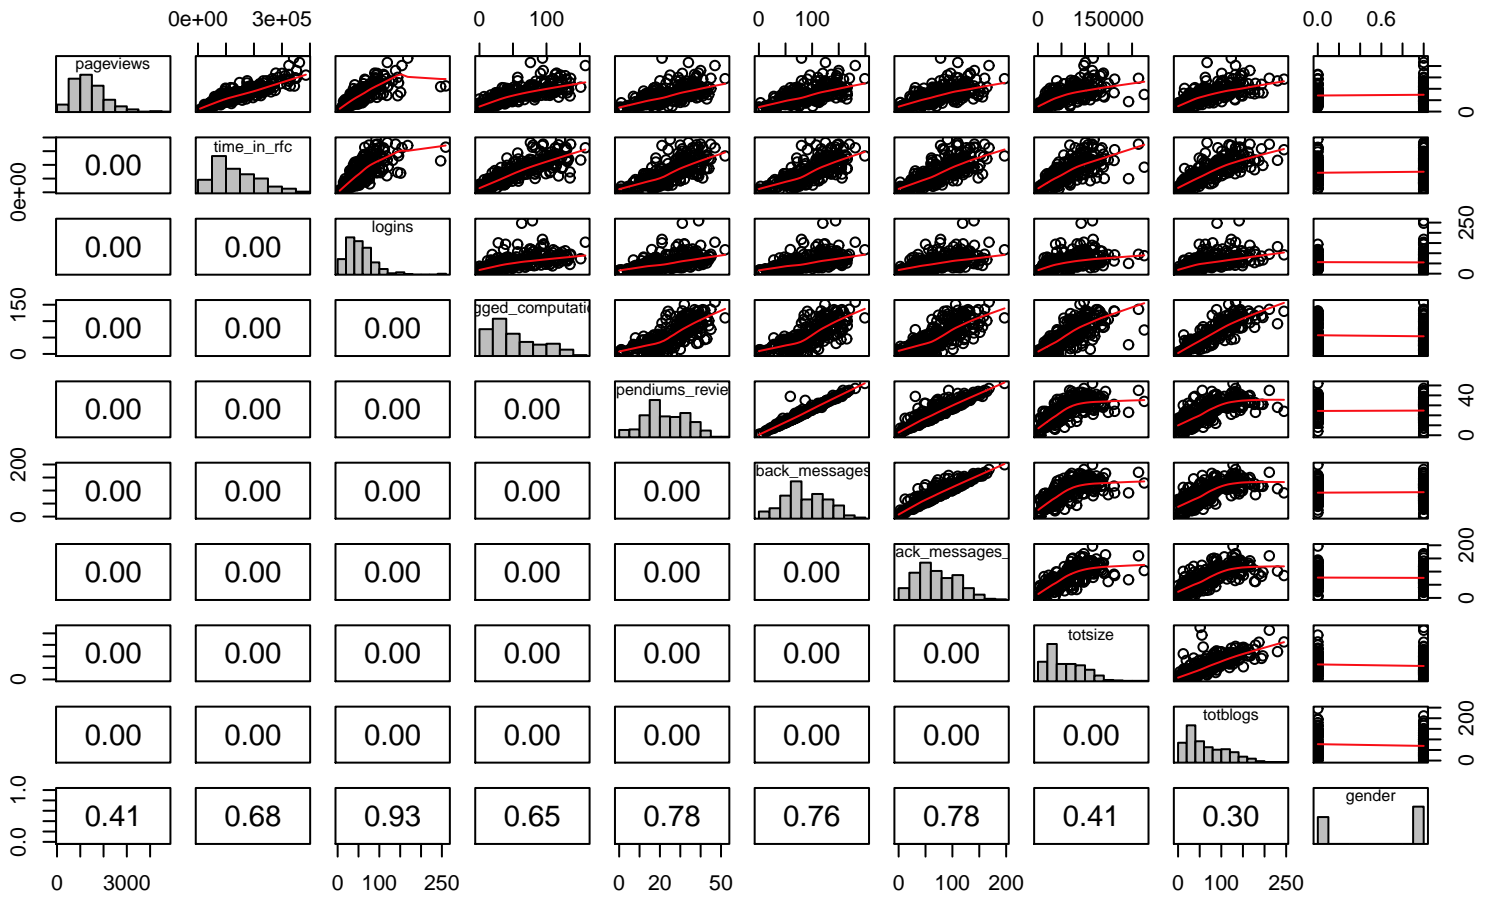 0e+00 3e+05 0 100 0 100 0 150000 0.0 0.6
pageviews 0
0e+00 0.00 time_in_rfc
0.00 0.00 logins 0 250
0 150 0.00 0.00 0.00 gged_computatio
0.00 0.00 0.00 0.00 pendiums_revie 0 40
0 200 0.00 0.00 0.00 0.00 0.00 back_messages
0.00 0.00 0.00 0.00 0.00 0.00 ack_messages_ 0 200
0 0.00 0.00 0.00 0.00 0.00 0.00 0.00 totsize
0.00 0.00 0.00 0.00 0.00 0.00 0.00 0.00 totblogs 0 200
0.0 1.0 0.41 0.68 0.93 0.65 0.78 0.76 0.78 0.41 0.30 gender
0 3000 0 100 250 0 20 50 0 100 200 0 100 250